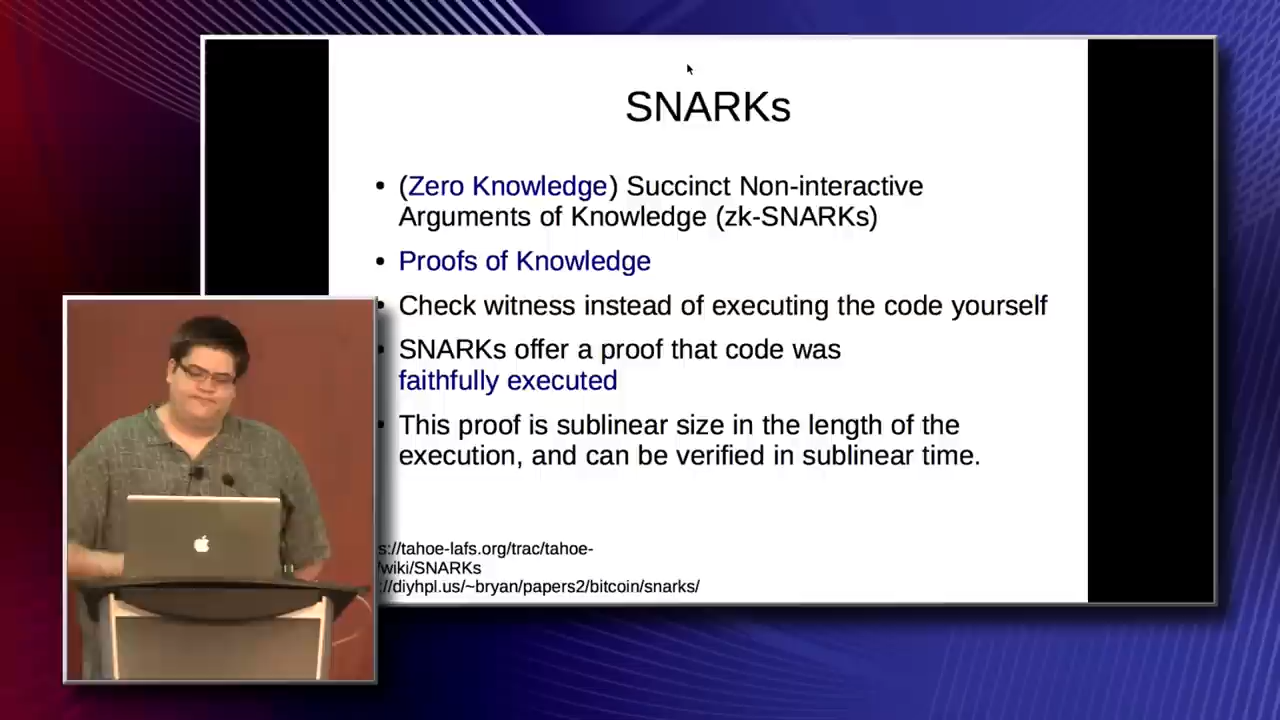 SNARKs
• (Zero Knowledge) Succinct Non-interactive
Arguments of Knowledge (zk-SNARKs)
• Proofs of Knowledge
• Check witness instead of executing the code yourself
• SNARKs offer a proof that code was
faithfully executed
• This proof is sublinear size in the length of the
execution, and can be verified in sublinear time.
s://tahoe-lafs.org/trac/tahoe-
/wiki/SNARKs
://diyhpl.us/~bryan/papers2/bitcoin/snarks/